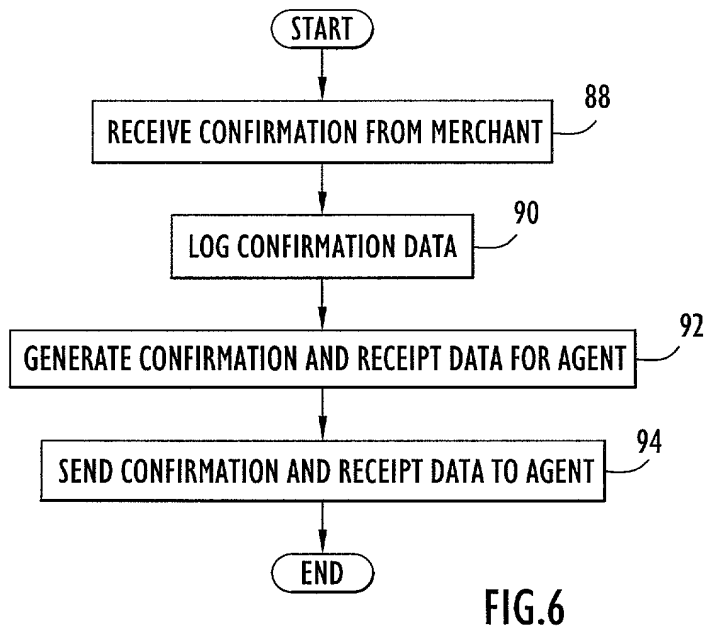 START
RECEIVE CONFIRMATION FROM MERCHANT
88
LOG CONFIRMATION DATA
90
GENERATE CONFIRMATION AND RECEIPT DATA FOR AGENT
92
SEND CONFIRMATION AND RECEIPT DATA TO AGENT
94
END
FIG.6